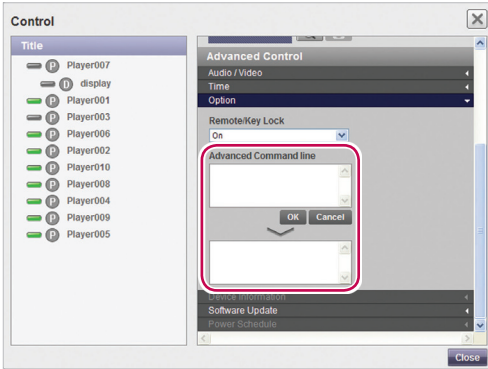 Control
Title
P Player007
D display
P Player001
P Player003
P Player006
P Player002
P Player010
P Player008
P Player004
P Player009
P Player005
Advanced Control
Audio / Video
Time
Option
Remote/Key Lock
On
Advanced Command line
OK Cancel
Device Information
Software Update
Power Schedule
Close